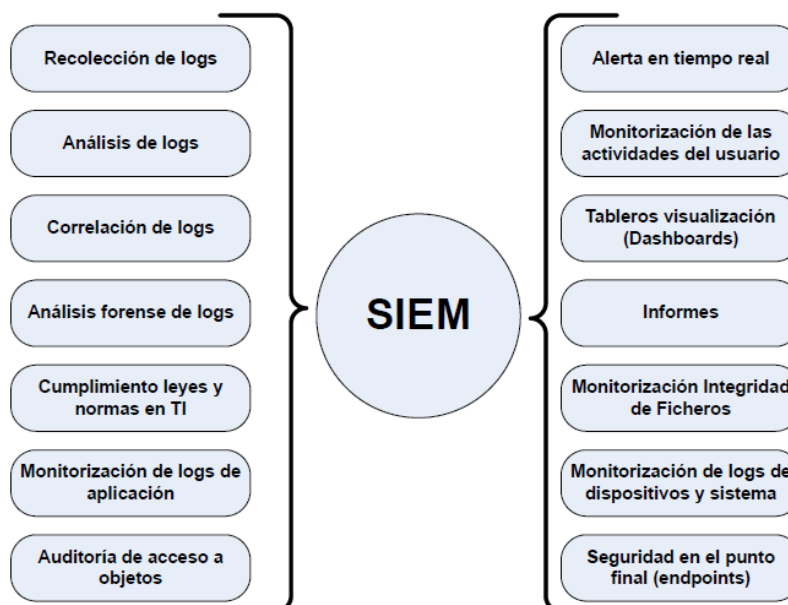 Recolección de logs
Análisis de logs
Correlación de logs
Análisis forense de logs
Cumplimiento leyes y
normas en TI
Monitorización de logs de
aplicación
Auditoría de acceso a
objetos
SIEM
Alerta en tiempo real
Monitorización de las
actividades del usuario
Tableros visualización
(Dashboards)
Informes
Monitorización Integridad
de Ficheros
Monitorización de logs de
dispositivos y sistema
Seguridad en el punto
final (endpoints)